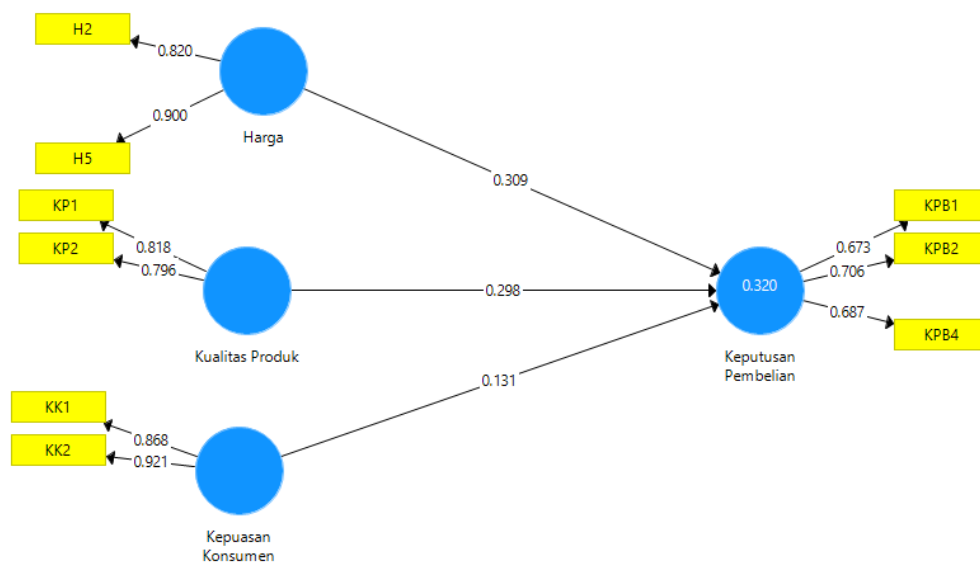 H2
0.820
0.900
Harga
H5
0.309
KP1
KP2
0.818
0.796
Kualitas Produk
0.298
KK1
KK2
0.868
0.921
Kepuasan
Konsumen
0.131
0.320
Keputusan
Pembelian
KPB1
0.673
KPB2
0.706
0.687
KPB4